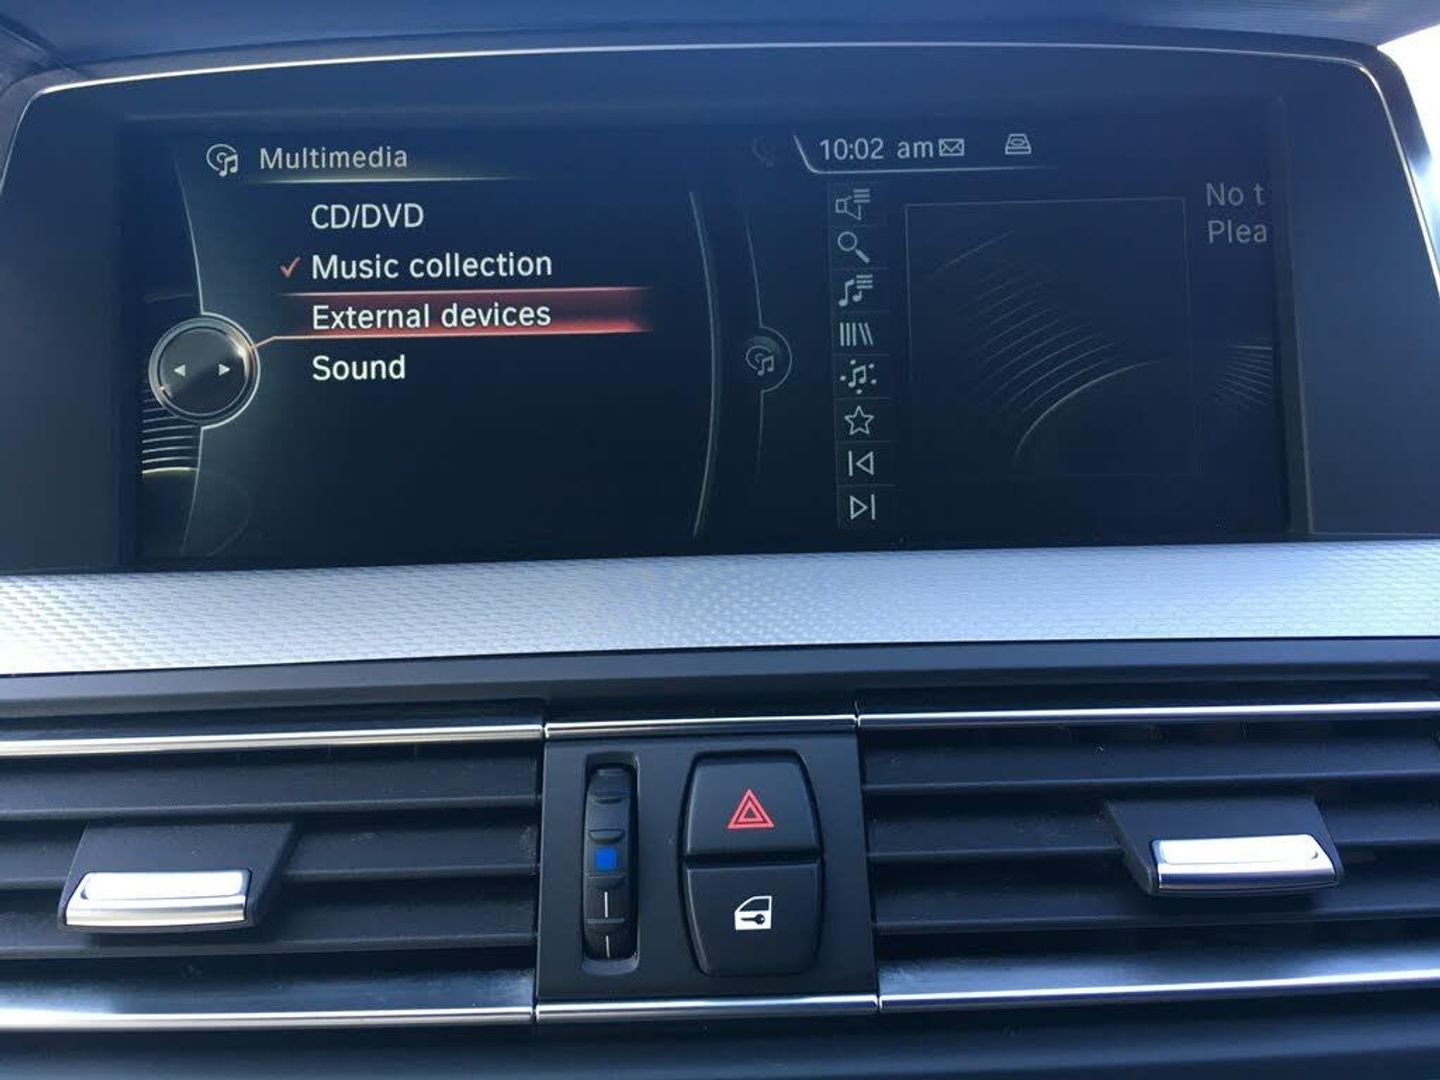 Multimedia
10:02 am
CD/DVD
Music collection
External devices
Sound
No t
Plea